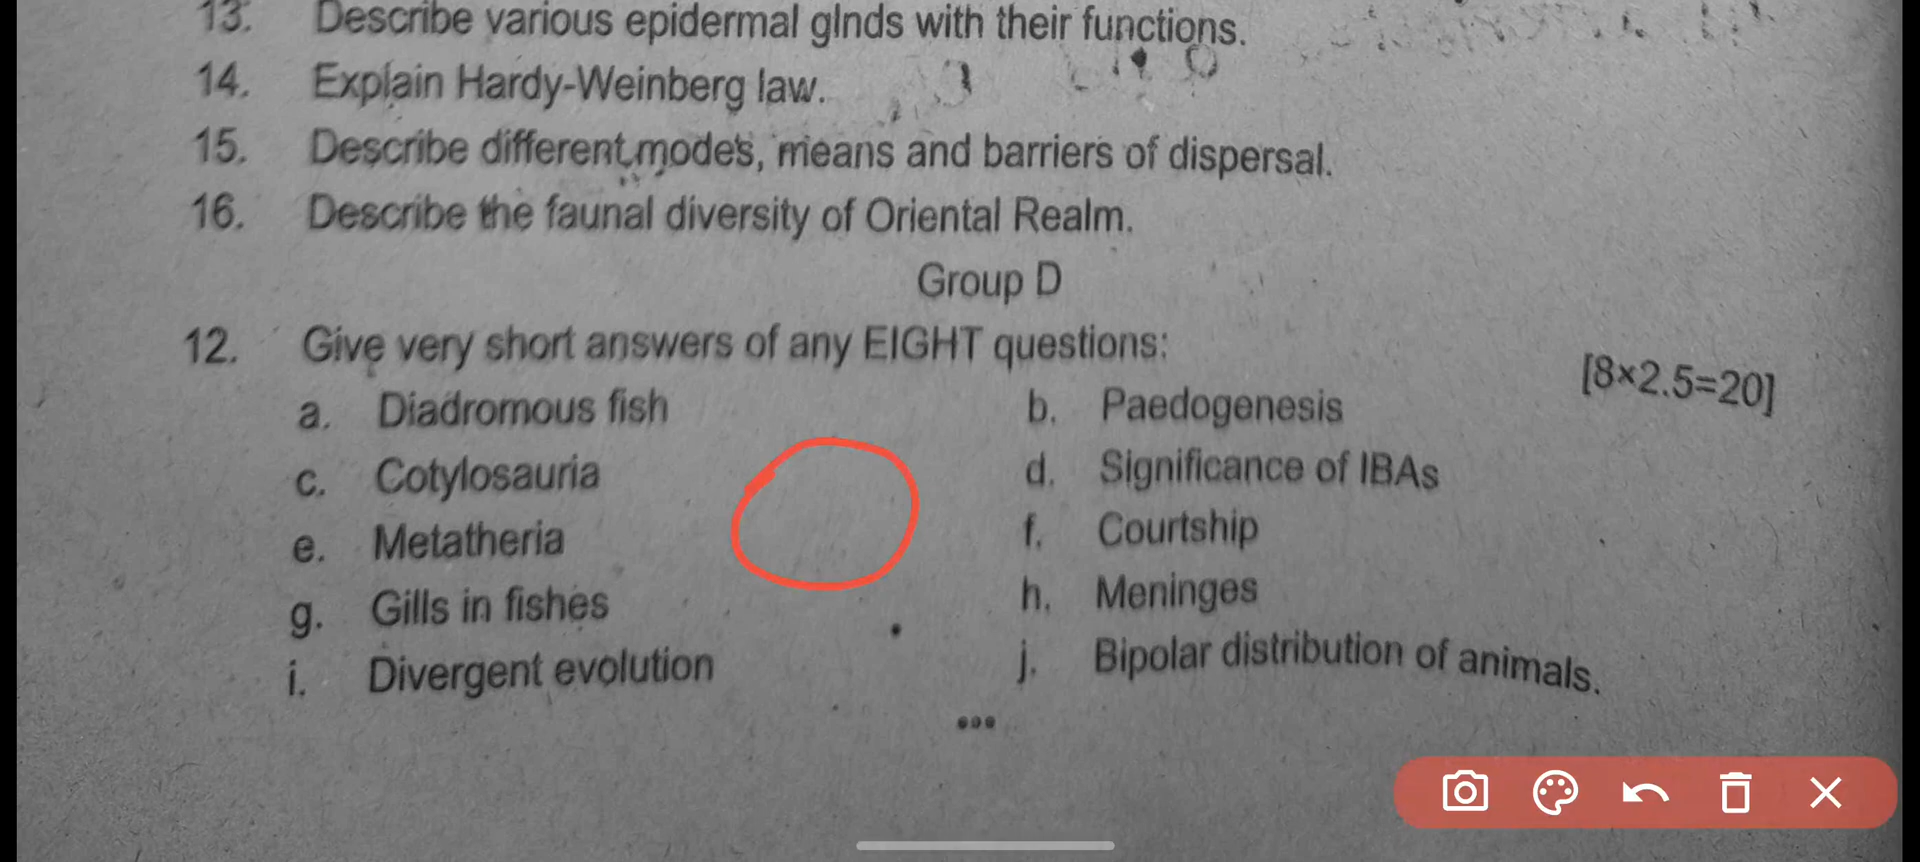 13. Describe various epidermal glnds with their functions.
14. Explain Hardy-Weinberg law.
15. Describe different modes, means and barriers of dispersal.
16. Describe the faunal diversity of Oriental Realm.
Group D
12. Give very short answers of any EIGHT questions:
[8×2.5=20]
a. Diadromous fish b. Paedogenesis
c. Cotylosauria d. Significance of IBAs
e. Metatheria f. Courtship
g. Gills in fishes h. Meninges
i. Divergent evolution j. Bipolar distribution of animals.
•••